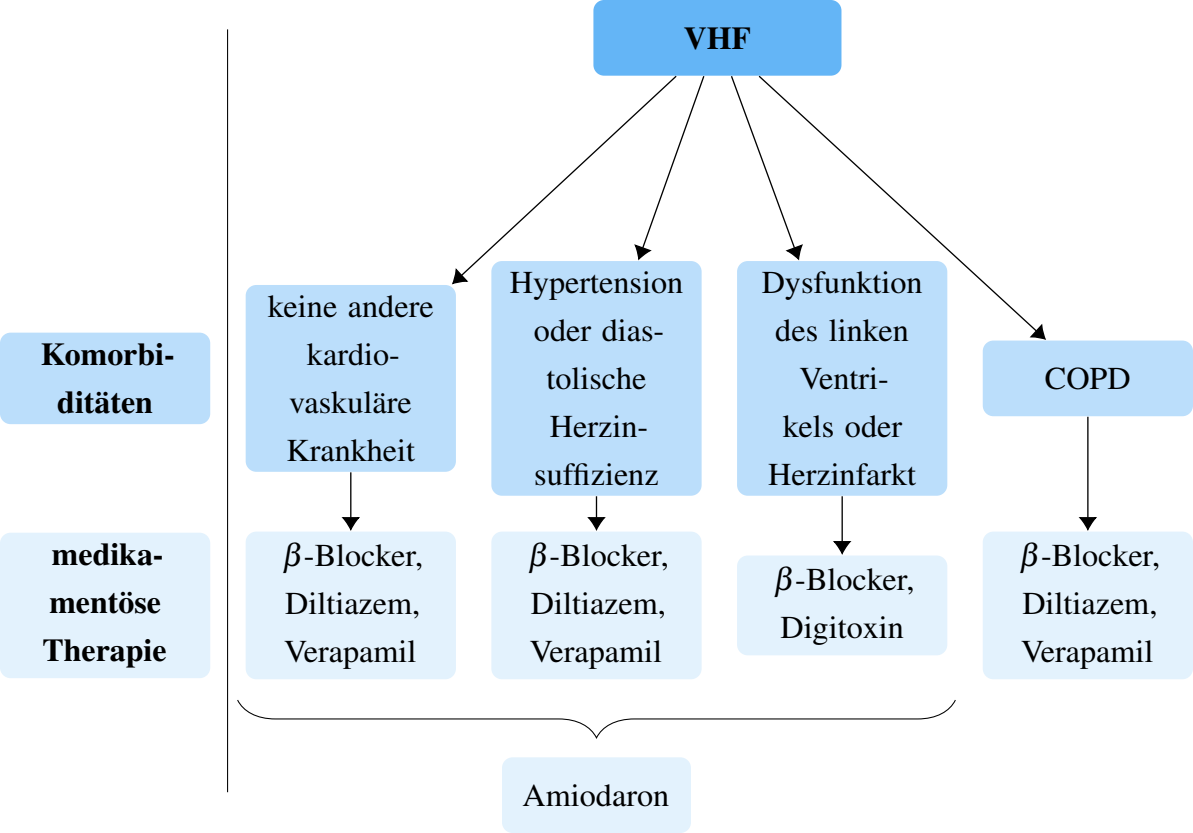 VHF
Komorbi-
ditäten
keine andere
kardio-
vaskuläre
Krankheit
Hypertension
oder dias-
tolische
Herzin-
suffizienz
Dysfunktion
des linken
Ventri-
kels oder
Herzinfarkt
COPD
medika-
mentöse
Therapie
β-Blocker,
Diltiazem,
Verapamil
β-Blocker,
Diltiazem,
Verapamil
β-Blocker,
Digitoxin
β-Blocker,
Diltiazem,
Verapamil
Amiodaron